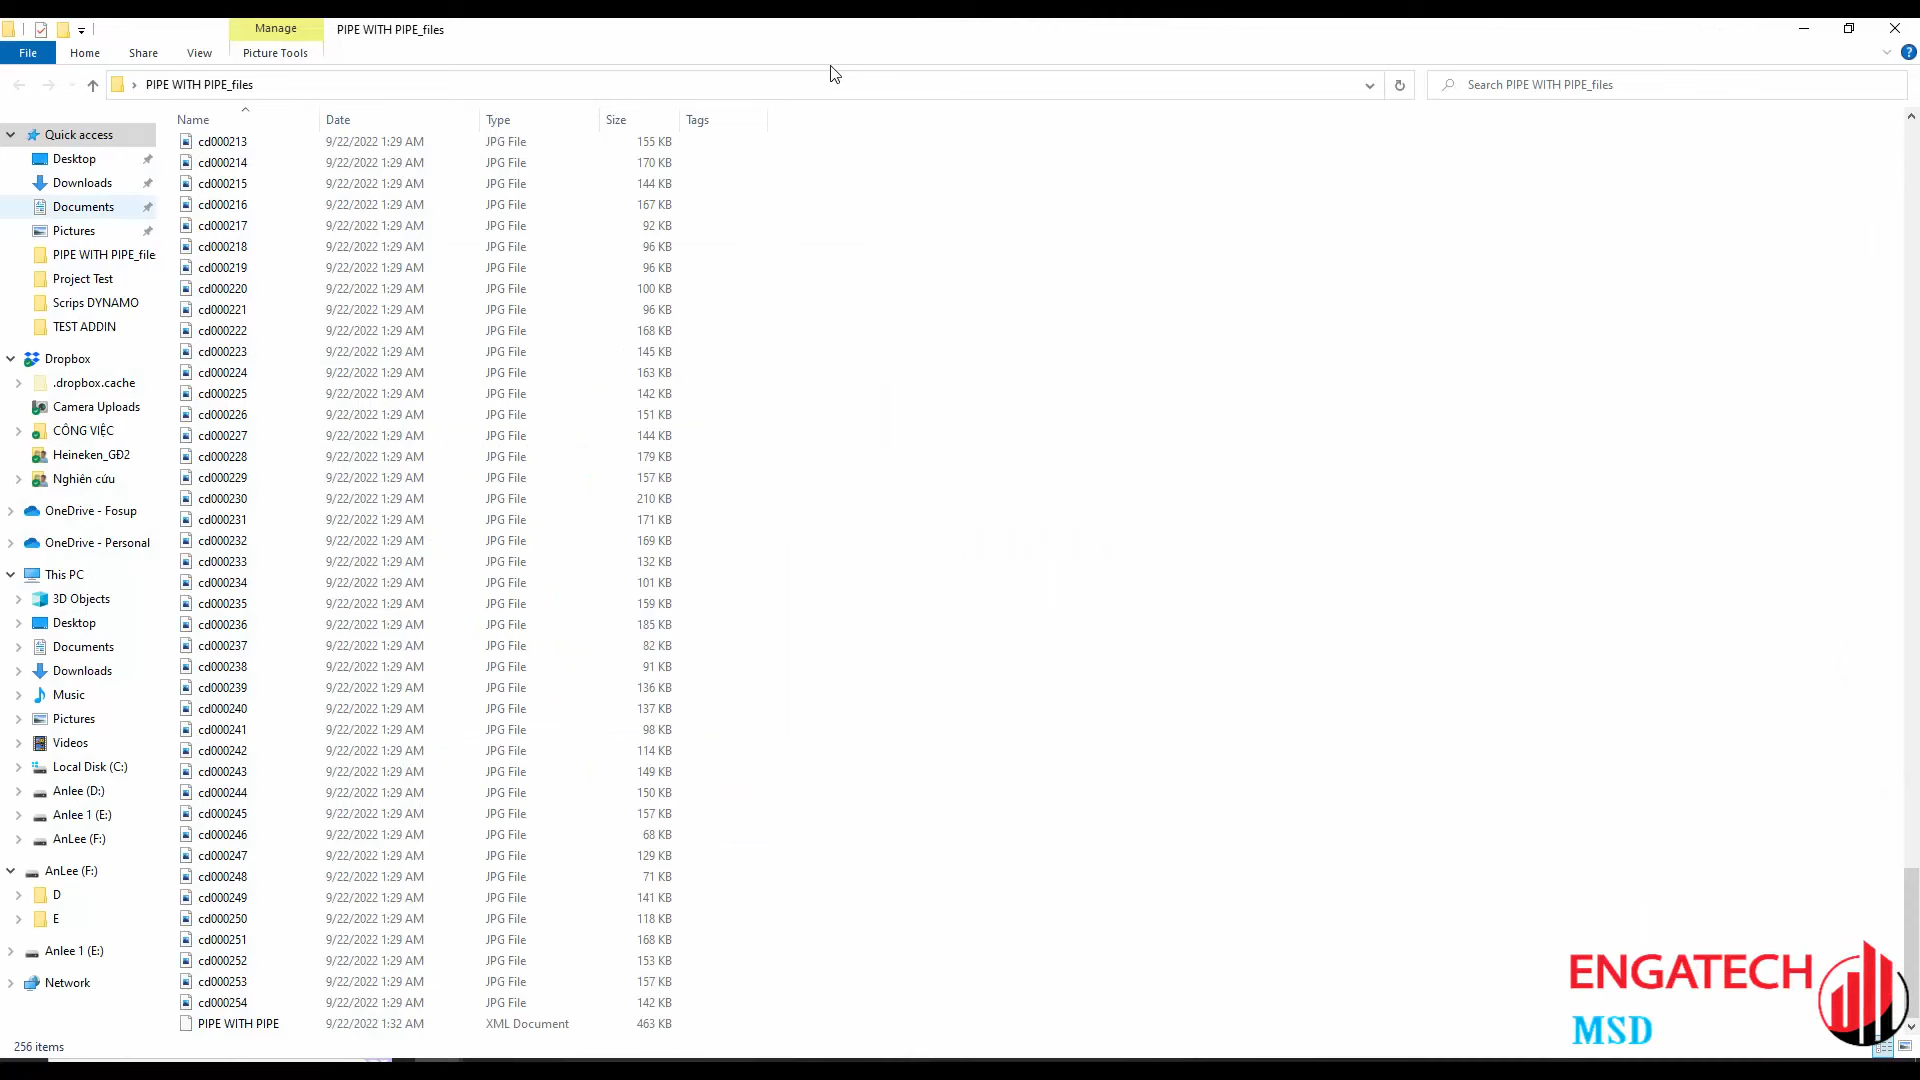 Manage
PIPE WITH PIPE_files
File
Home
Share
View
Picture Tools
PIPE WITH PIPE_files
Search PIPE WITH PIPE_files
Name
Date
Type
Size
Tags
Quick access
Desktop
Downloads
Documents
Pictures
PIPE WITH PIPE_file
Project Test
Scrips DYNAMO
TEST ADDIN
Dropbox
.dropbox.cache
Camera Uploads
CÔNG VIỆC
Heineken_GĐ2
Nghiên cứu
OneDrive - Fosup
OneDrive - Personal
This PC
3D Objects
Desktop
Documents
Downloads
Music
Pictures
Videos
Local Disk (C:)
Anlee (D:)
Anlee 1 (E:)
AnLee (F:)
AnLee (F:)
D
E
Anlee 1 (E:)
Network
cd000213 9/22/2022 1:29 AM JPG File 155 KB
cd000214 9/22/2022 1:29 AM JPG File 170 KB
cd000215 9/22/2022 1:29 AM JPG File 144 KB
cd000216 9/22/2022 1:29 AM JPG File 167 KB
cd000217 9/22/2022 1:29 AM JPG File 92 KB
cd000218 9/22/2022 1:29 AM JPG File 96 KB
cd000219 9/22/2022 1:29 AM JPG File 96 KB
cd000220 9/22/2022 1:29 AM JPG File 100 KB
cd000221 9/22/2022 1:29 AM JPG File 96 KB
cd000222 9/22/2022 1:29 AM JPG File 168 KB
cd000223 9/22/2022 1:29 AM JPG File 145 KB
cd000224 9/22/2022 1:29 AM JPG File 163 KB
cd000225 9/22/2022 1:29 AM JPG File 142 KB
cd000226 9/22/2022 1:29 AM JPG File 151 KB
cd000227 9/22/2022 1:29 AM JPG File 144 KB
cd000228 9/22/2022 1:29 AM JPG File 179 KB
cd000229 9/22/2022 1:29 AM JPG File 157 KB
cd000230 9/22/2022 1:29 AM JPG File 210 KB
cd000231 9/22/2022 1:29 AM JPG File 171 KB
cd000232 9/22/2022 1:29 AM JPG File 169 KB
cd000233 9/22/2022 1:29 AM JPG File 132 KB
cd000234 9/22/2022 1:29 AM JPG File 101 KB
cd000235 9/22/2022 1:29 AM JPG File 159 KB
cd000236 9/22/2022 1:29 AM JPG File 185 KB
cd000237 9/22/2022 1:29 AM JPG File 82 KB
cd000238 9/22/2022 1:29 AM JPG File 91 KB
cd000239 9/22/2022 1:29 AM JPG File 136 KB
cd000240 9/22/2022 1:29 AM JPG File 137 KB
cd000241 9/22/2022 1:29 AM JPG File 98 KB
cd000242 9/22/2022 1:29 AM JPG File 114 KB
cd000243 9/22/2022 1:29 AM JPG File 149 KB
cd000244 9/22/2022 1:29 AM JPG File 150 KB
cd000245 9/22/2022 1:29 AM JPG File 157 KB
cd000246 9/22/2022 1:29 AM JPG File 68 KB
cd000247 9/22/2022 1:29 AM JPG File 129 KB
cd000248 9/22/2022 1:29 AM JPG File 71 KB
cd000249 9/22/2022 1:29 AM JPG File 141 KB
cd000250 9/22/2022 1:29 AM JPG File 118 KB
cd000251 9/22/2022 1:29 AM JPG File 168 KB
cd000252 9/22/2022 1:29 AM JPG File 153 KB
cd000253 9/22/2022 1:29 AM JPG File 157 KB
cd000254 9/22/2022 1:29 AM JPG File 142 KB
PIPE WITH PIPE 9/22/2022 1:32 AM XML Document 463 KB
256 items
ENGATECH
MSD